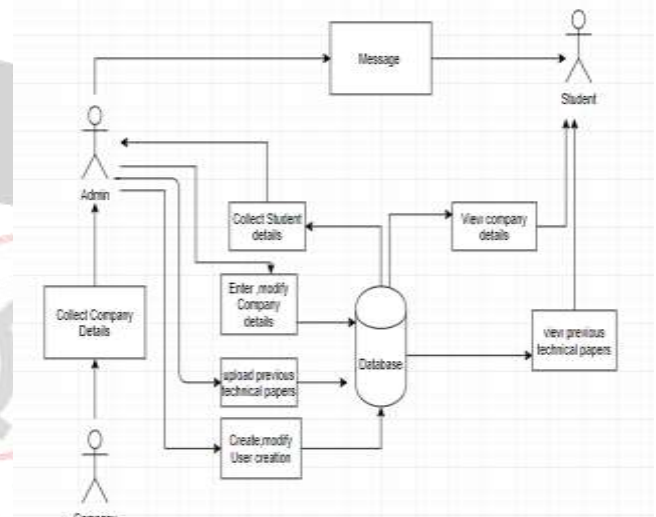 Message
Student
Admin
Collect Student
details
View company
details
Enter ,modify
Company
details
Collect Company
Details
Database
view previous
technical papers
upload previous
technical papers
Create,modify
User creation
Company